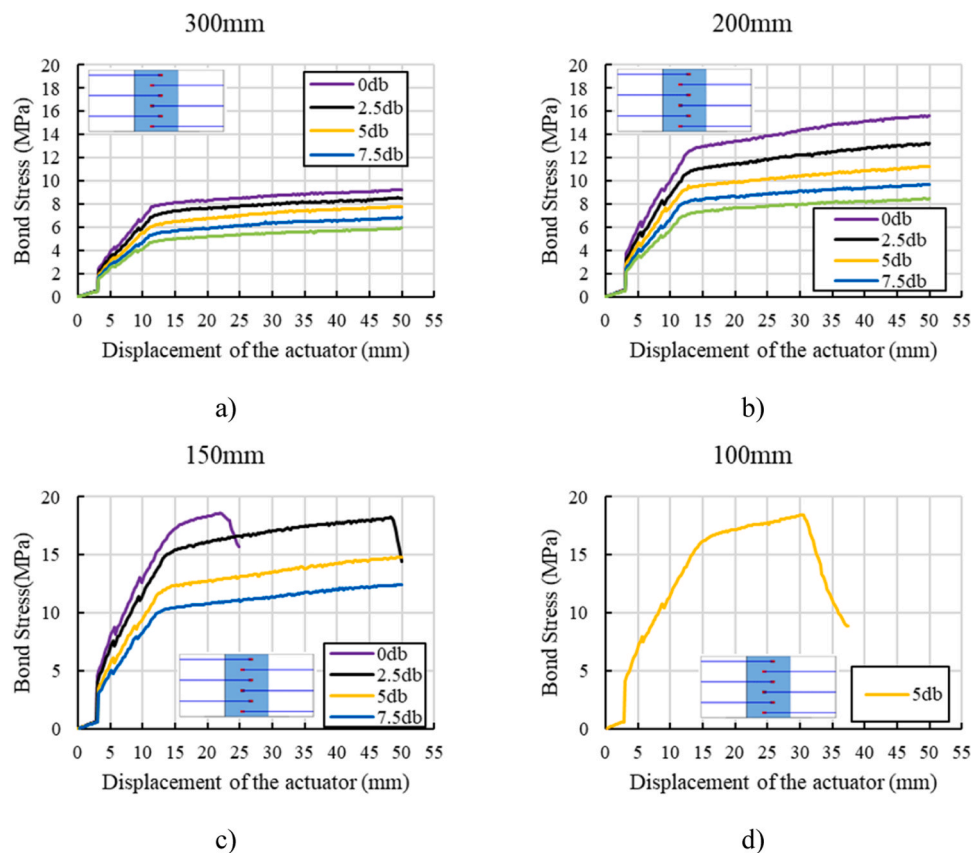 300mm
20
18
16
14
12
10
8
6
4
2
0
Bond Stress (MPa)
0db
2.5db
5db
7.5db
0 5 10 15 20 25 30 35 40 45 50 55
Displacement of the actuator (mm)
a)
200mm
20
18
16
14
12
10
8
6
4
2
0
Bond Stress (MPa)
0db
2.5db
5db
7.5db
0 5 10 15 20 25 30 35 40 45 50 55
Displacement of the actuator (mm)
b)
150mm
20
15
10
5
0
Bond Stress(MPa)
0db
2.5db
5db
7.5db
0 5 10 15 20 25 30 35 40 45 50 55
Displacement of the actuator (mm)
c)
100mm
20
15
10
5
0
Bond Stress (MPa)
5db
0 5 10 15 20 25 30 35 40 45 50 55
Displacement of the actuator (mm)
d)